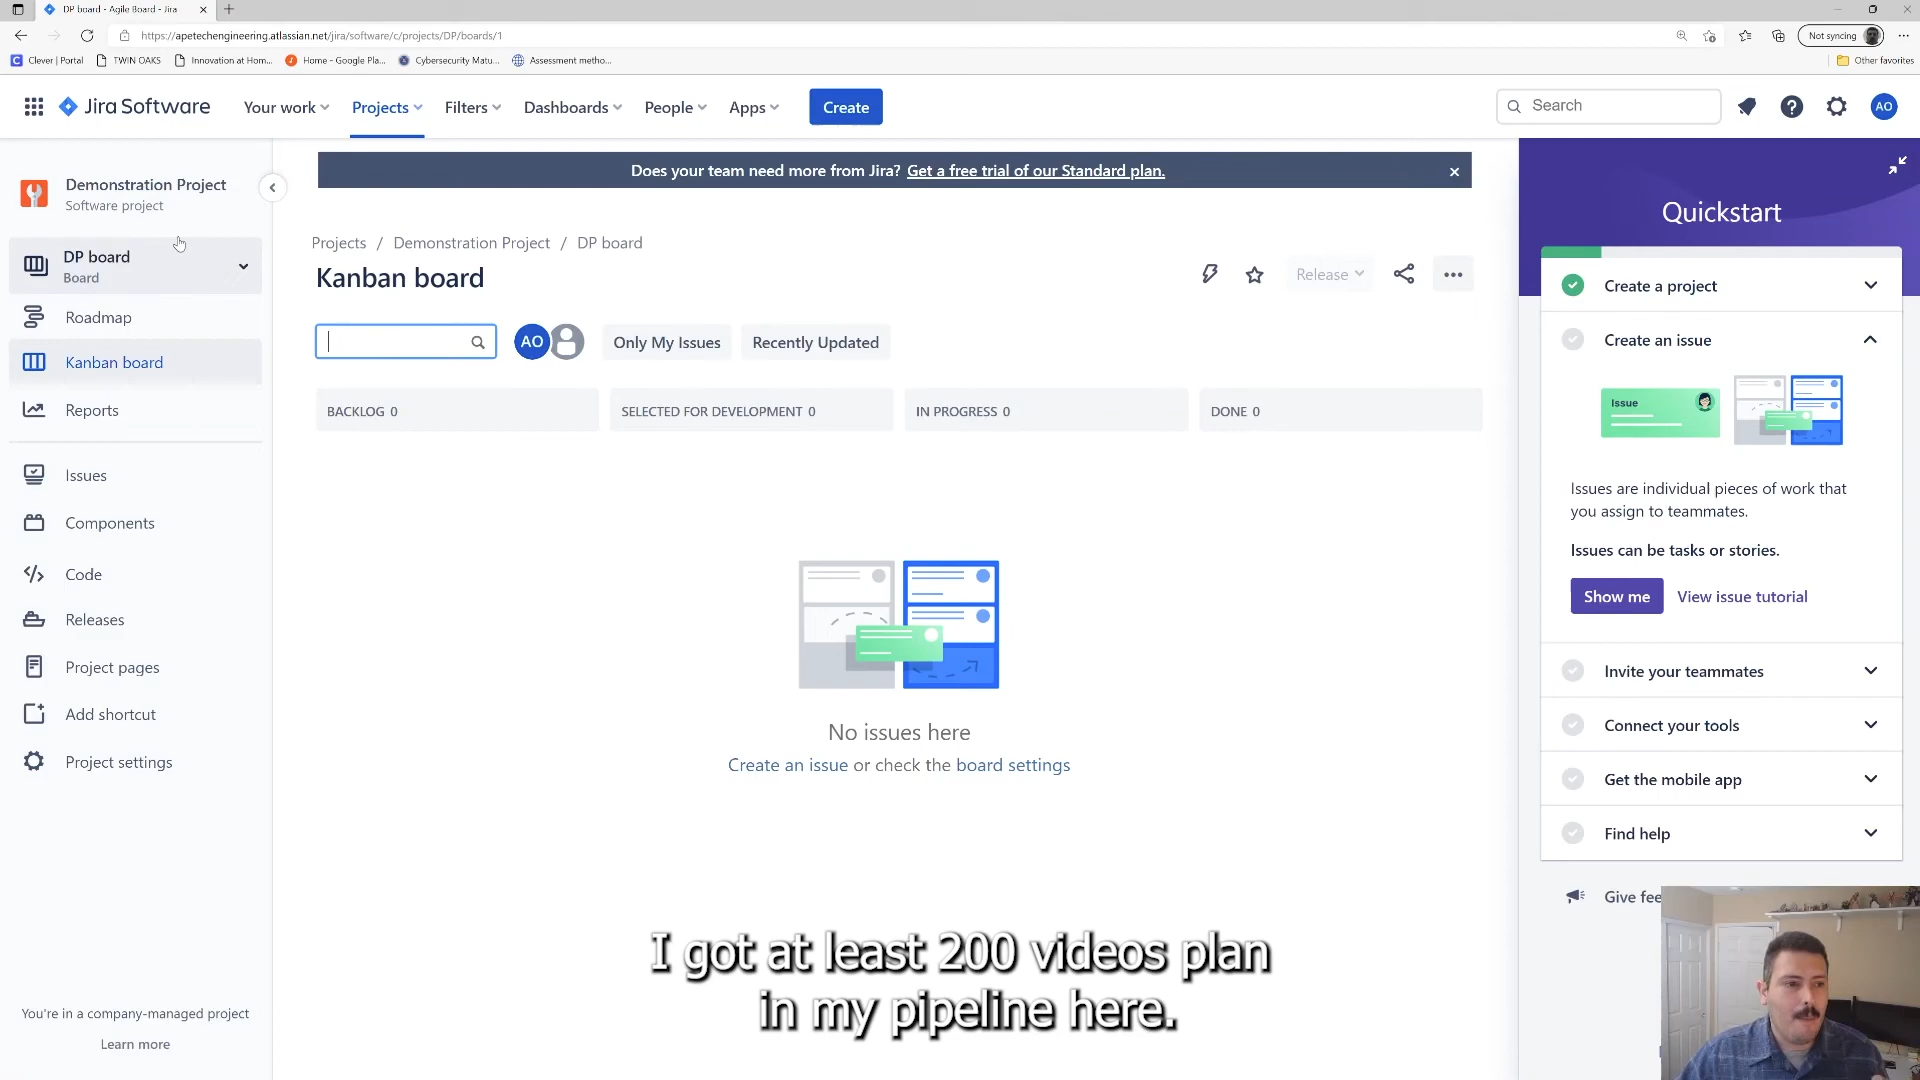 DP board - Agile Board - Jira
https://apetechengineering.atlassian.net/jira/software/c/projects/DP/boards/1
Not syncing
Clever | Portal
TWIN OAKS
Innovation at Hom...
Home - Google Pla...
Cybersecurity Matu...
Assessment metho...
Other favorites
Jira Software
Your work
Projects
Filters
Dashboards
People
Apps
Create
Search
AO
Demonstration Project
Software project
DP board
Board
Roadmap
Kanban board
Reports
Issues
Components
Code
Releases
Project pages
Add shortcut
Project settings
You're in a company-managed project
Learn more
Does your team need more from Jira? Get a free trial of our Standard plan.
Projects / Demonstration Project / DP board
Kanban board
Release
AO
Only My Issues
Recently Updated
BACKLOG 0
SELECTED FOR DEVELOPMENT 0
IN PROGRESS 0
DONE 0
No issues here
Create an issue or check the board settings
Quickstart
Create a project
Create an issue
Issue
Issues are individual pieces of work that
you assign to teammates.
Issues can be tasks or stories.
Show me
View issue tutorial
Invite your teammates
Connect your tools
Get the mobile app
Find help
Give fee
I got at least 200 videos plan
in my pipeline here.